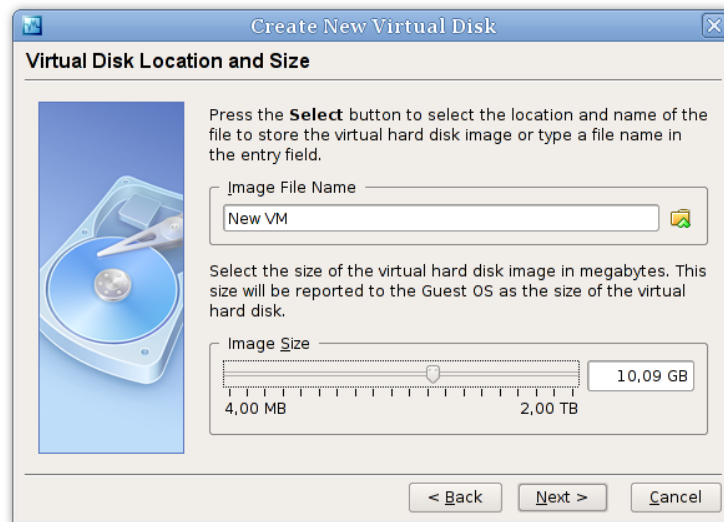 Create New Virtual Disk
Virtual Disk Location and Size
Press the Select button to select the location and name of the
file to store the virtual hard disk image or type a file name in
the entry field.
Image File Name
New VM
Select the size of the virtual hard disk image in megabytes. This
size will be reported to the Guest OS as the size of the virtual
hard disk.
Image Size
10,09 GB
4,00 MB 2,00 TB
< Back Next > Cancel